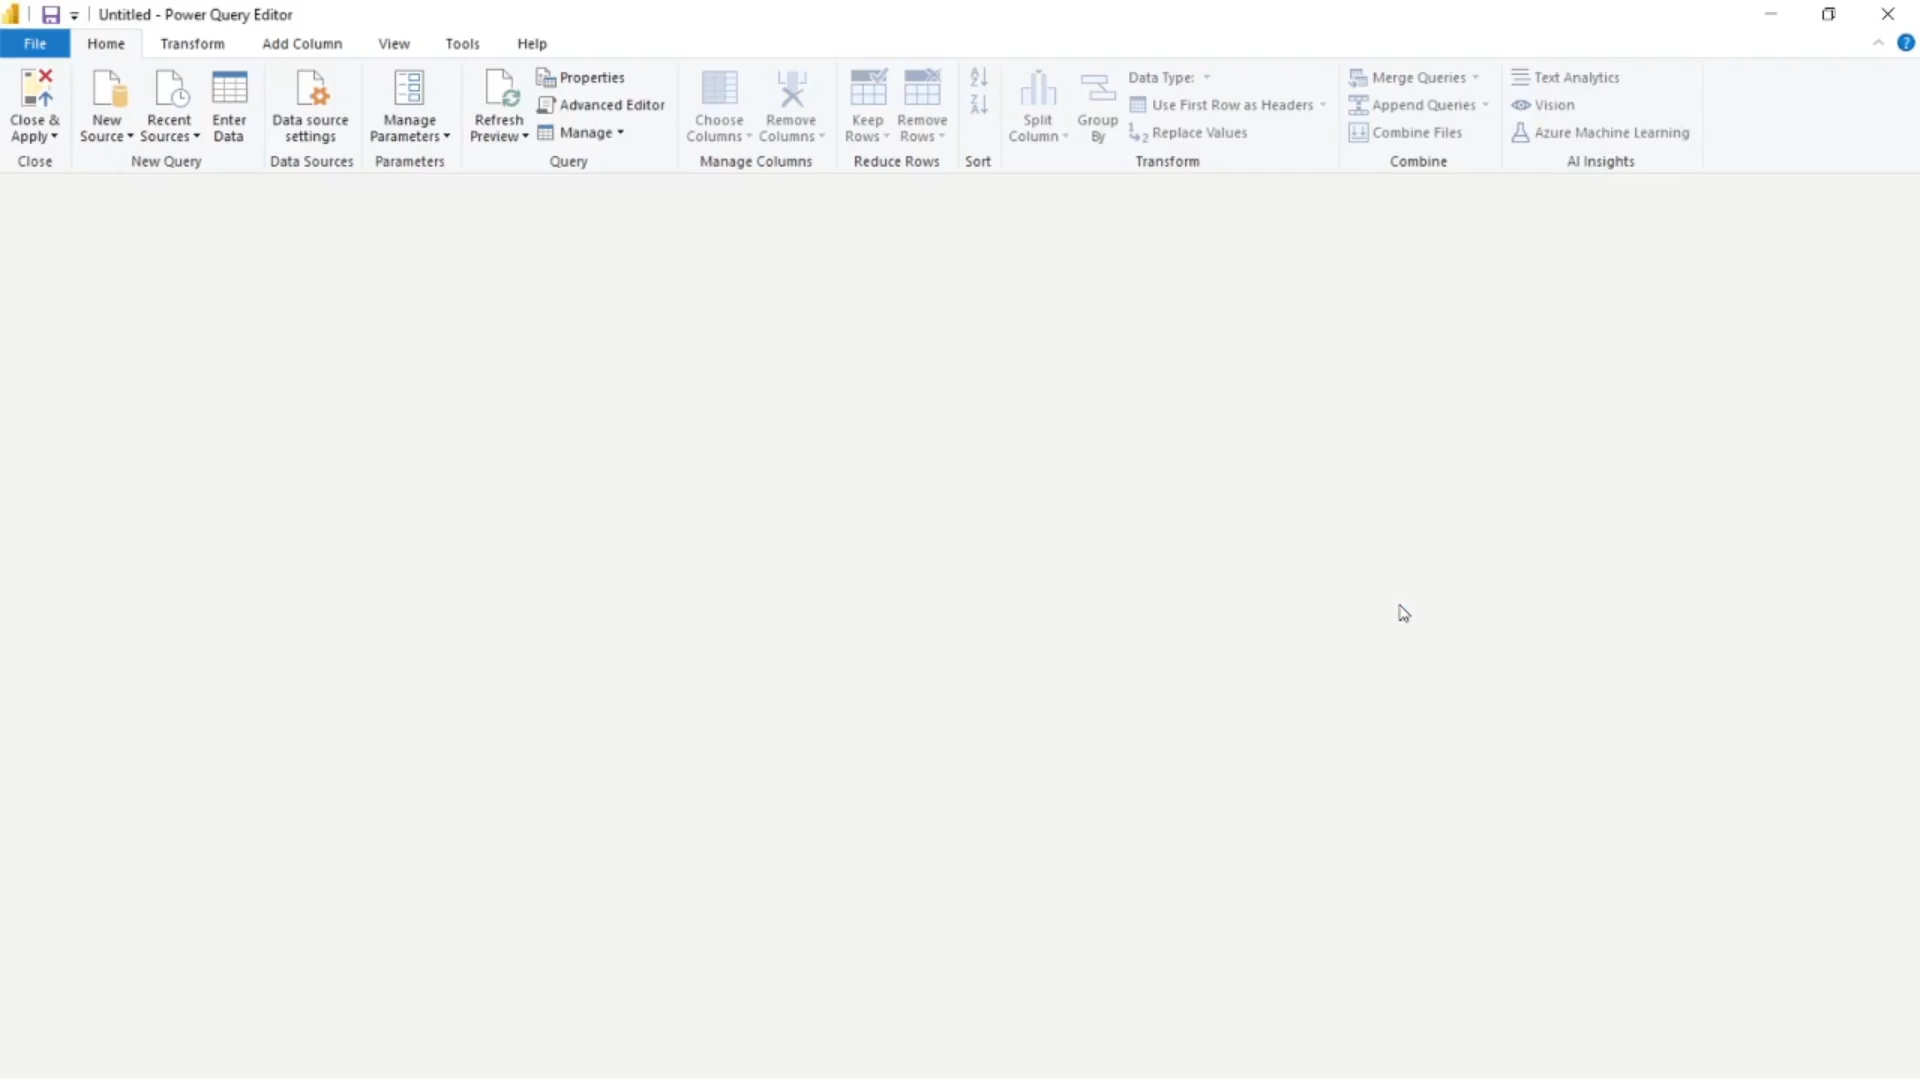 Untitled - Power Query Editor
File
Home
Transform
Add Column
View
Tools
Help
?
Close &
Apply
Close
New
Source
Recent
Sources
Enter
Data
New Query
Data source
settings
Data Sources
Manage
Parameters
Parameters
Refresh
Preview
Properties
Advanced Editor
Manage
Query
Choose
Columns
Remove
Columns
Manage Columns
Keep
Rows
Remove
Rows
Reduce Rows
A
Z
Z
A
Sort
Split
Column
Group
By
Data Type:
Use First Row as Headers
1
2 Replace Values
Transform
Merge Queries
Append Queries
Combine Files
Combine
Text Analytics
Vision
Azure Machine Learning
AI Insights